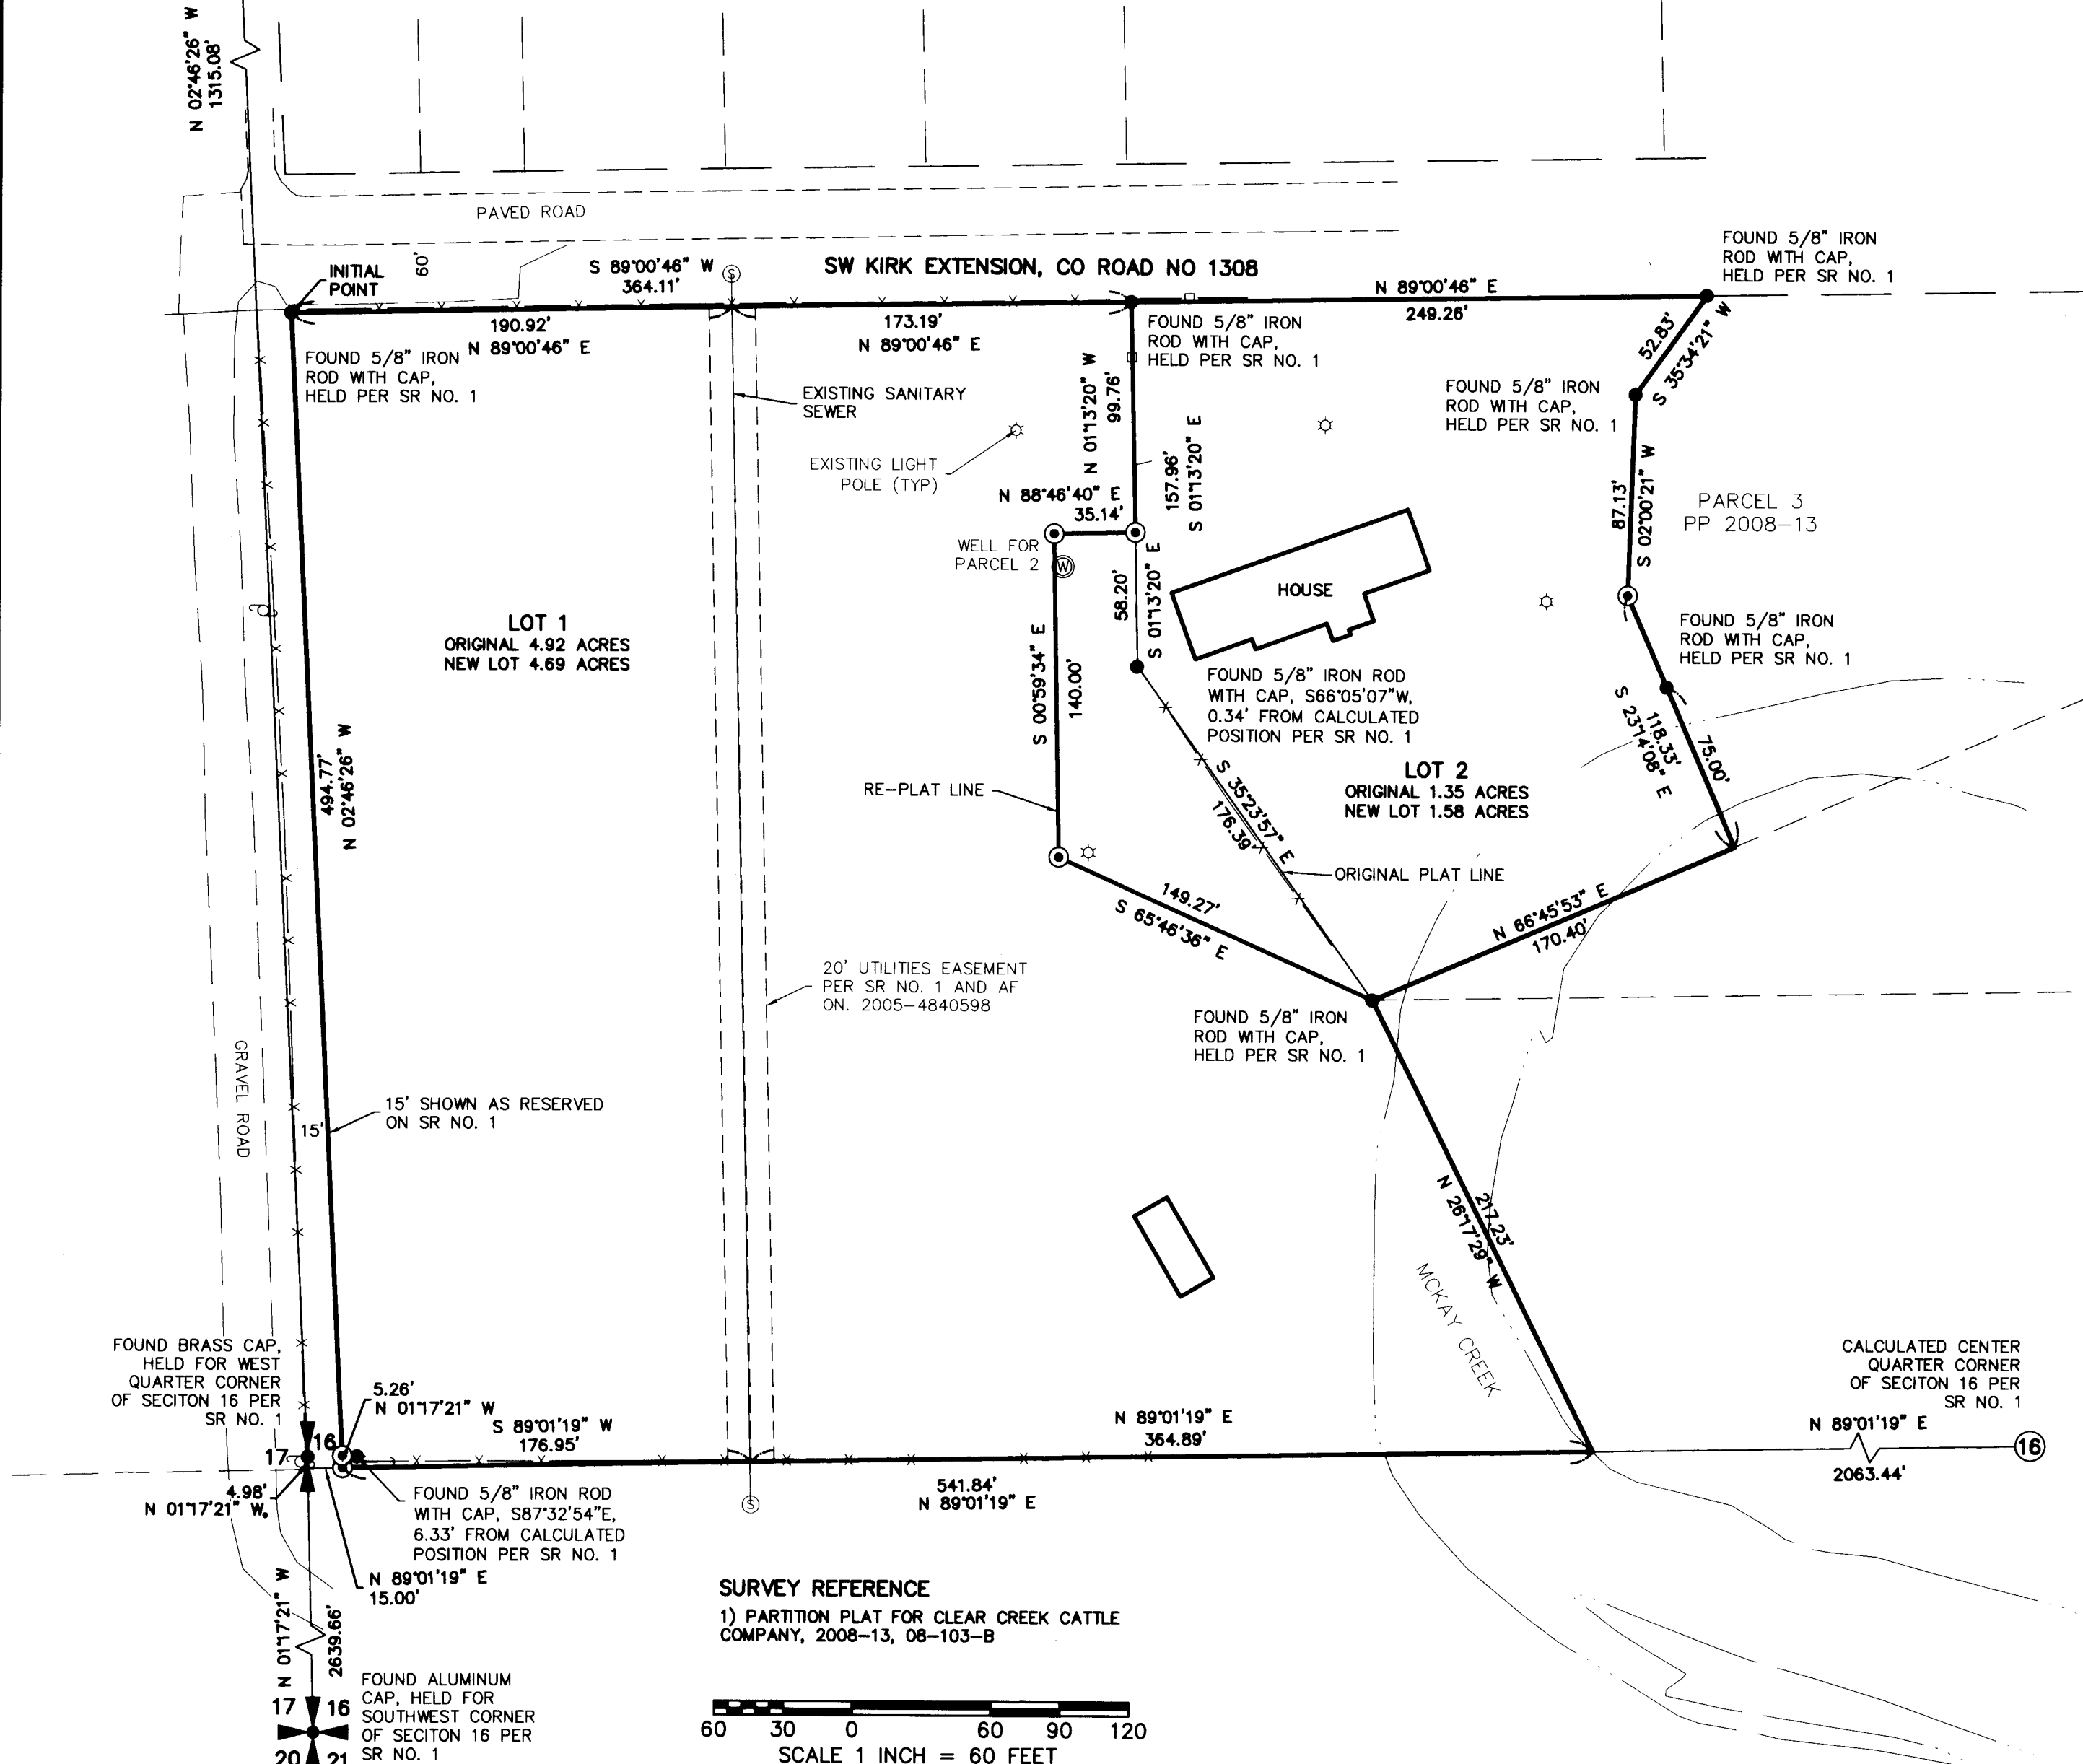 N 02°46'26" W
1315.08'
PAVED ROAD
60'
INITIAL
POINT
S 89°00'46" W
364.11'
SW KIRK EXTENSION, CO ROAD NO 1308
N 89°00'46" E
249.26'
FOUND 5/8" IRON
ROD WITH CAP,
HELD PER SR NO. 1
190.92'
N 89°00'46" E
173.19'
N 89°00'46" E
FOUND 5/8" IRON
ROD WITH CAP,
HELD PER SR NO. 1
FOUND 5/8" IRON
ROD WITH CAP,
HELD PER SR NO. 1
52.83'
S 35°34'21" W
FOUND 5/8" IRON
ROD WITH CAP,
HELD PER SR NO. 1
EXISTING SANITARY
SEWER
EXISTING LIGHT
POLE (TYP)
N 01°13'20" W
99.76'
157.96'
S 01°13'20" E
N 88°46'40" E
35.14'
WELL FOR
PARCEL 2
W
58.20'
S 01°13'20" E
HOUSE
87.13'
S 02°00'21" W
PARCEL 3
PP 2008-13
LOT 1
ORIGINAL 4.92 ACRES
NEW LOT 4.69 ACRES
S 00°59'34" E
140.00'
FOUND 5/8" IRON
ROD WITH CAP,
HELD PER SR NO. 1
FOUND 5/8" IRON ROD
WITH CAP, S66°05'07"W,
0.34' FROM CALCULATED
POSITION PER SR NO. 1
118.33'
S 23°14'08" E
75.00'
494.77'
N 02°46'26" W
RE-PLAT LINE
S 35°23'57" E
176.39'
LOT 2
ORIGINAL 1.35 ACRES
NEW LOT 1.58 ACRES
ORIGINAL PLAT LINE
149.27'
S 65°46'36" E
N 66°45'53" E
170.40'
20' UTILITIES EASEMENT
PER SR NO. 1 AND AF
ON. 2005-4840598
FOUND 5/8" IRON
ROD WITH CAP,
HELD PER SR NO. 1
GRAVEL ROAD
15' SHOWN AS RESERVED
ON SR NO. 1
15'
217.23'
N 26°17'29" W
MCKAY CREEK
FOUND BRASS CAP,
HELD FOR WEST
QUARTER CORNER
OF SECITON 16 PER
SR NO. 1
5.26'
N 01°17'21" W
S 89°01'19" W
176.95'
N 89°01'19" E
364.89'
CALCULATED CENTER
QUARTER CORNER
OF SECITON 16 PER
SR NO. 1
N 89°01'19" E
2063.44'
16
17 16
4.98'
N 01°17'21" W
541.84'
N 89°01'19" E
S
S
FOUND 5/8" IRON ROD
WITH CAP, S87°32'54"E,
6.33' FROM CALCULATED
POSITION PER SR NO. 1
N 89°01'19" E
15.00'
N 01°17'21" W
2639.66'
SURVEY REFERENCE
1) PARTITION PLAT FOR CLEAR CREEK CATTLE
COMPANY, 2008-13, 08-103-B
FOUND ALUMINUM
CAP, HELD FOR
SOUTHWEST CORNER
OF SECITON 16 PER
SR NO. 1
17 16
20 21
60 30 0 60 90 120
SCALE 1 INCH = 60 FEET